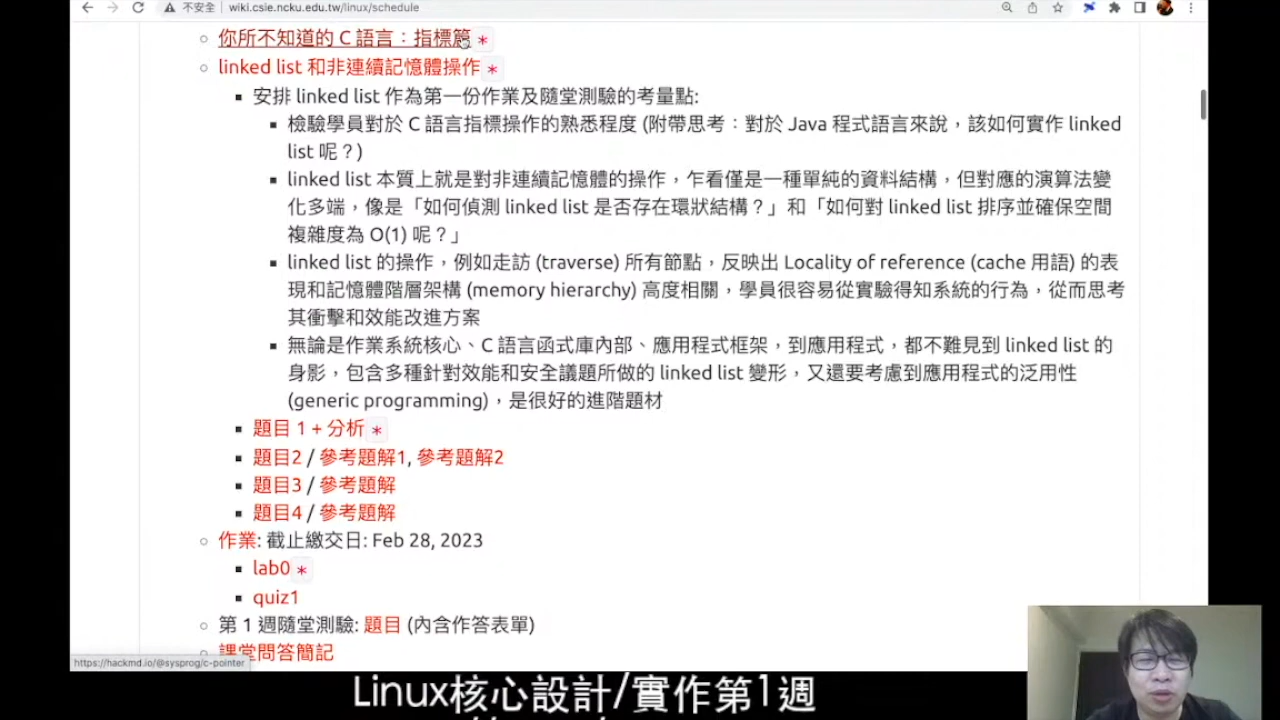 不安全 wiki.csie.ncku.edu.tw/linux/schedule
你所不知道的 C 語言：指標篇 *
linked list 和非連續記憶體操作 *
安排 linked list 作為第一份作業及隨堂測驗的考量點:
檢驗學員對於 C 語言指標操作的熟悉程度 (附帶思考：對於 Java 程式語言來說，該如何實作 linked
list 呢？)
linked list 本質上就是對非連續記憶體的操作，乍看僅是一種單純的資料結構，但對應的演算法變
化多端，像是「如何偵測 linked list 是否存在環狀結構？」和「如何對 linked list 排序並確保空間
複雜度為 O(1) 呢？」
linked list 的操作，例如走訪 (traverse) 所有節點，反映出 Locality of reference (cache 用語) 的表
現和記憶體階層架構 (memory hierarchy) 高度相關，學員很容易從實驗得知系統的行為，從而思考
其衝擊和效能改進方案
無論是作業系統核心、C 語言函式庫內部、應用程式框架，到應用程式，都不難見到 linked list 的
身影，包含多種針對效能和安全議題所做的 linked list 變形，又還要考慮到應用程式的泛用性
(generic programming)，是很好的進階題材
題目 1 + 分析 *
題目2 / 參考題解1, 參考題解2
題目3 / 參考題解
題目4 / 參考題解
作業: 截止繳交日: Feb 28, 2023
lab0 *
quiz1
第 1 週隨堂測驗: 題目 (內含作答表單)
課堂問答簡記
https://hackmd.io/@sysprog/c-pointer
Linux核心設計/實作第1週